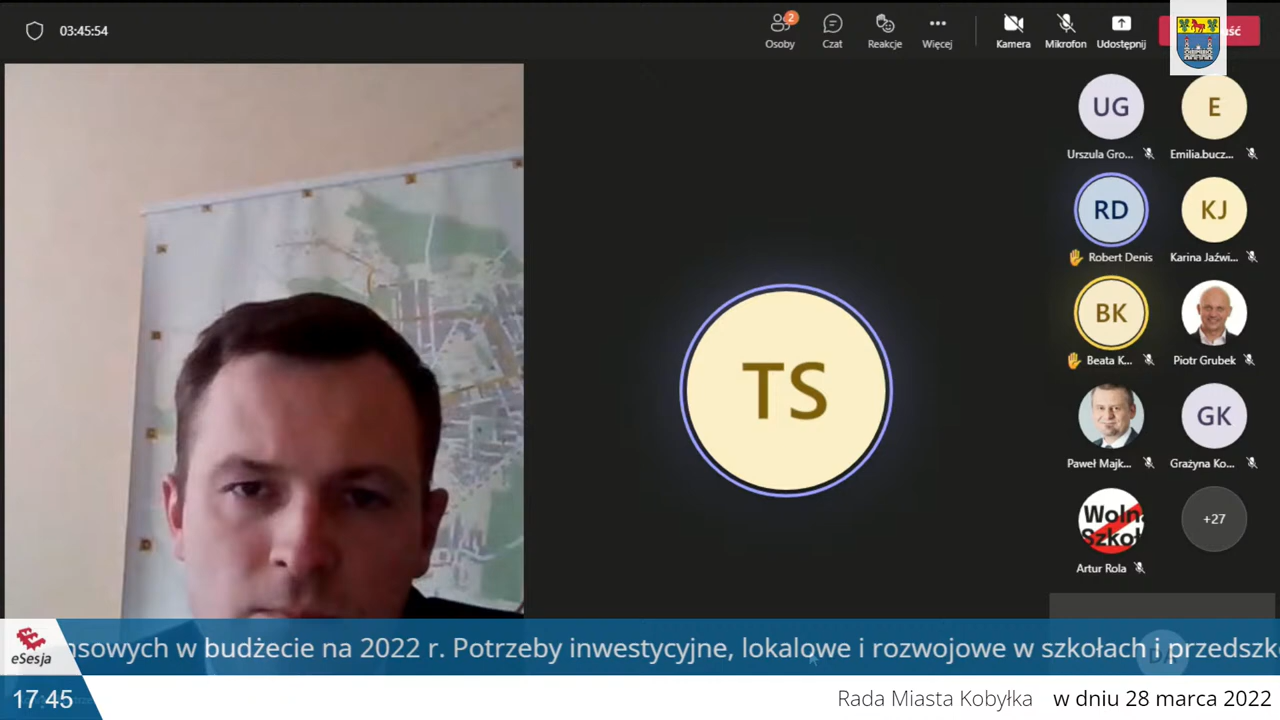 03:45:54
2
Osoby
Czat
Reakcje
Więcej
Kamera
Mikrofon
Udostępnij
UG
E
Urszula Gro...
Emilia.bucz...
RD
KJ
Robert Denis
Karina Jaźwi...
BK
Beata K...
Piotr Grubek
GK
Paweł Majk...
Grażyna Ko...
+27
Artur Rola
TS
nsowych w budżecie na 2022 r. Potrzeby inwestycyjne, lokalowe i rozwojowe w szkołach i przedszk
eSesja
17:45
Rada Miasta Kobyłka w dniu 28 marca 2022